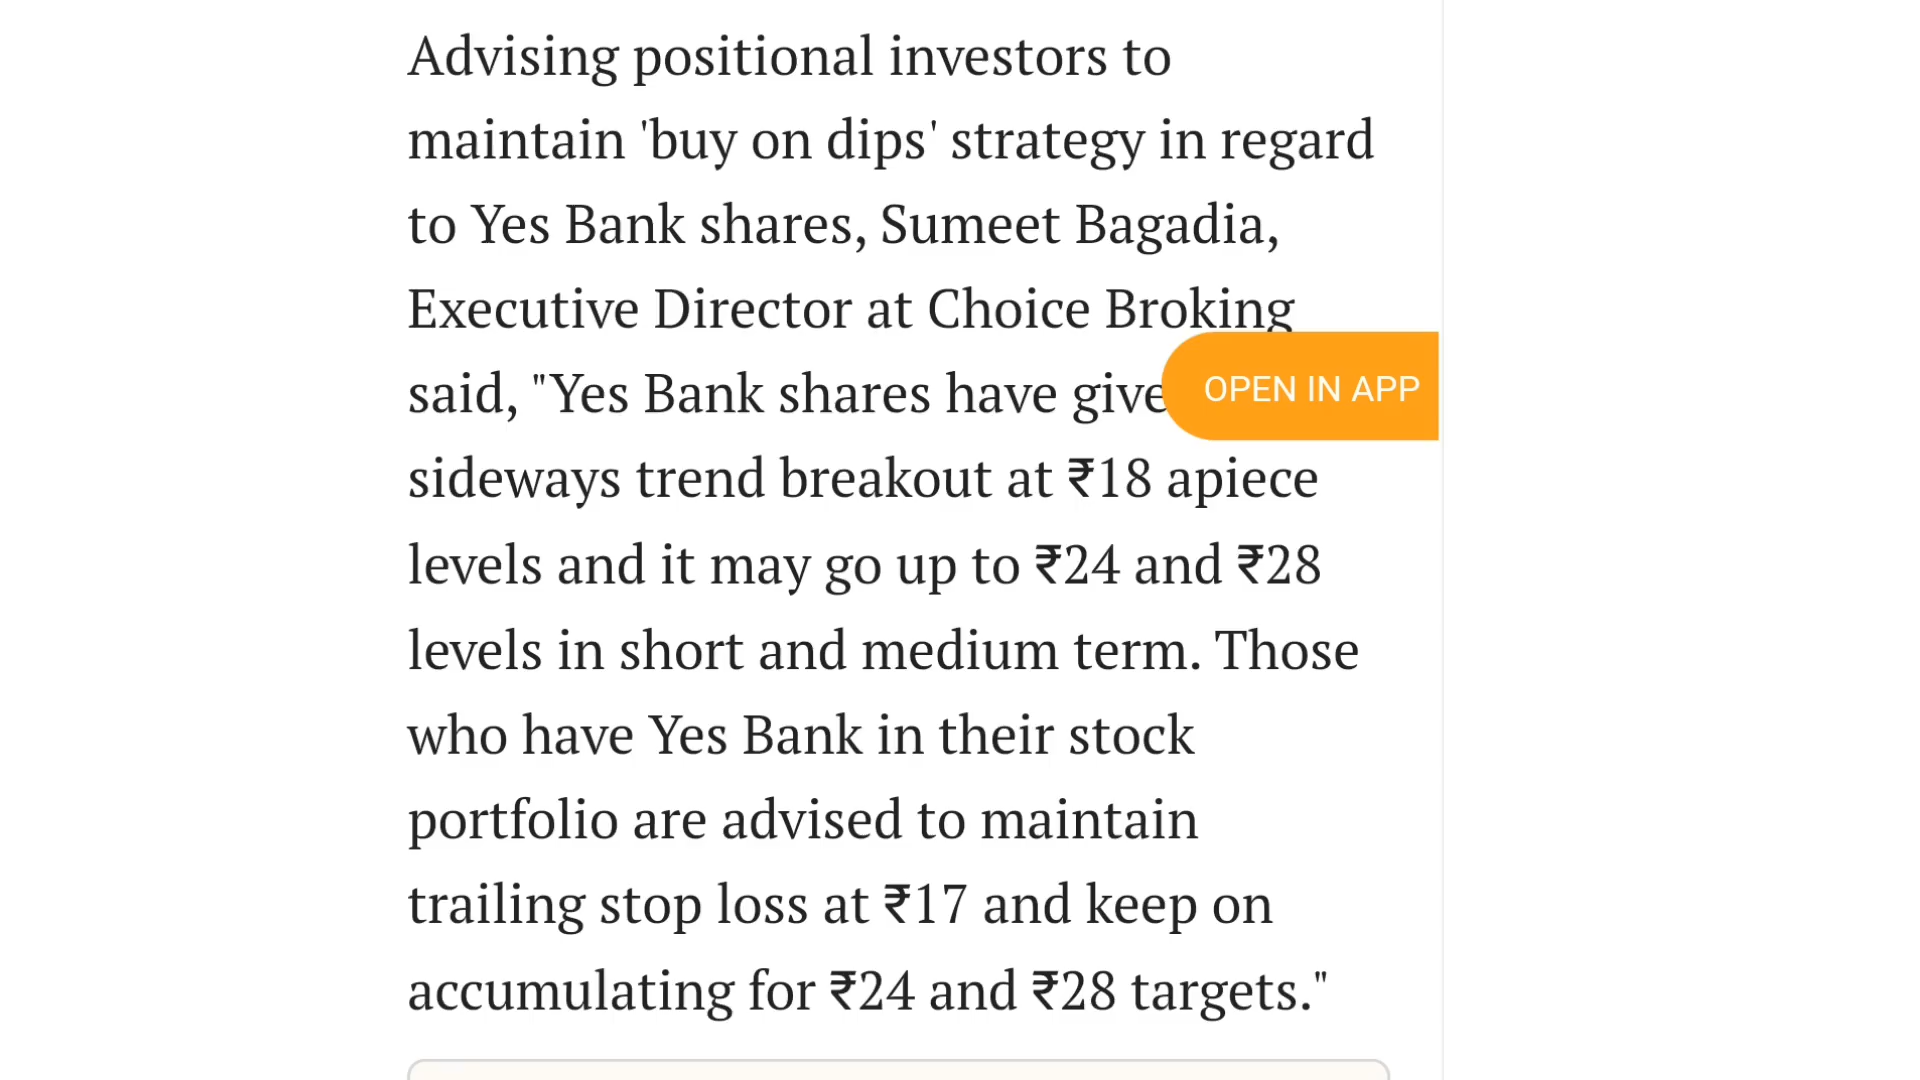 Advising positional investors to
maintain 'buy on dips' strategy in regard
to Yes Bank shares, Sumeet Bagadia,
Executive Director at Choice Broking
said, "Yes Bank shares have give
OPEN IN APP
sideways trend breakout at ₹18 apiece
levels and it may go up to ₹24 and ₹28
levels in short and medium term. Those
who have Yes Bank in their stock
portfolio are advised to maintain
trailing stop loss at ₹17 and keep on
accumulating for ₹24 and ₹28 targets."